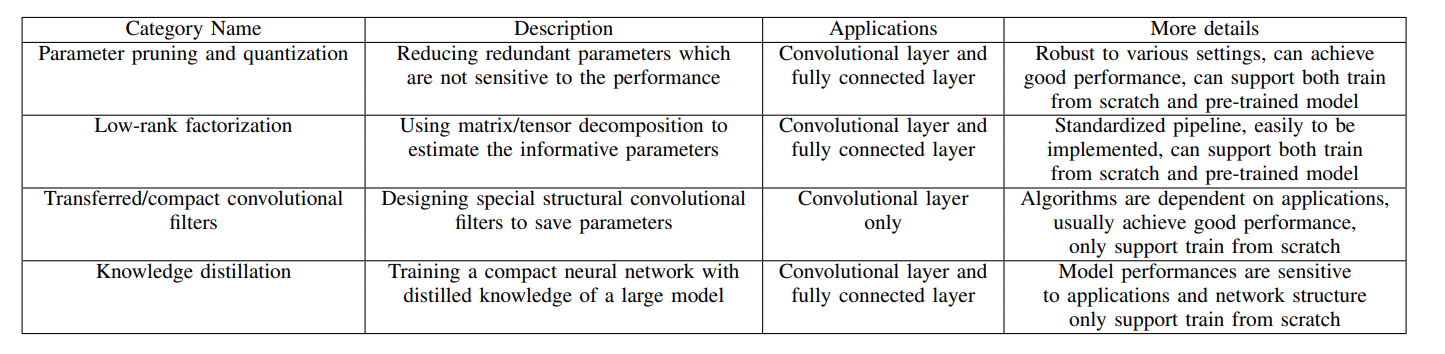 Category Name
Description
Applications
More details
Parameter pruning and quantization
Reducing redundant parameters which
are not sensitive to the performance
Convolutional layer and
fully connected layer
Robust to various settings, can achieve
good performance, can support both train
from scratch and pre-trained model
Low-rank factorization
Using matrix/tensor decomposition to
estimate the informative parameters
Convolutional layer and
fully connected layer
Standardized pipeline, easily to be
implemented, can support both train
from scratch and pre-trained model
Transferred/compact convolutional
filters
Designing special structural convolutional
filters to save parameters
Convolutional layer
only
Algorithms are dependent on applications,
usually achieve good performance,
only support train from scratch
Knowledge distillation
Training a compact neural network with
distilled knowledge of a large model
Convolutional layer and
fully connected layer
Model performances are sensitive
to applications and network structure
only support train from scratch